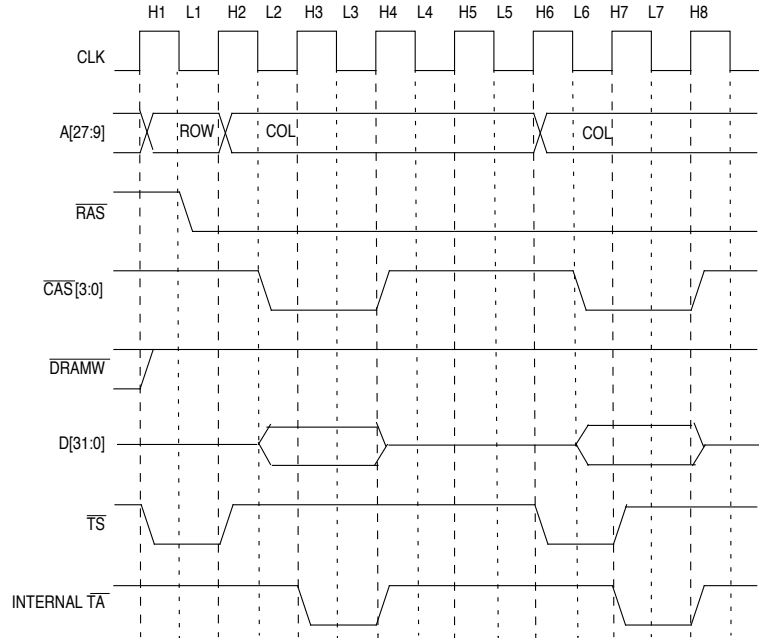 H1 L1 H2 L2 H3 L3 H4 L4 H5 L5 H6 L6 H7 L7 H8
CLK
A[27:9] ROW COL COL
RAS
CAS[3:0]
DRAMW
D[31:0]
TS
INTERNAL TA